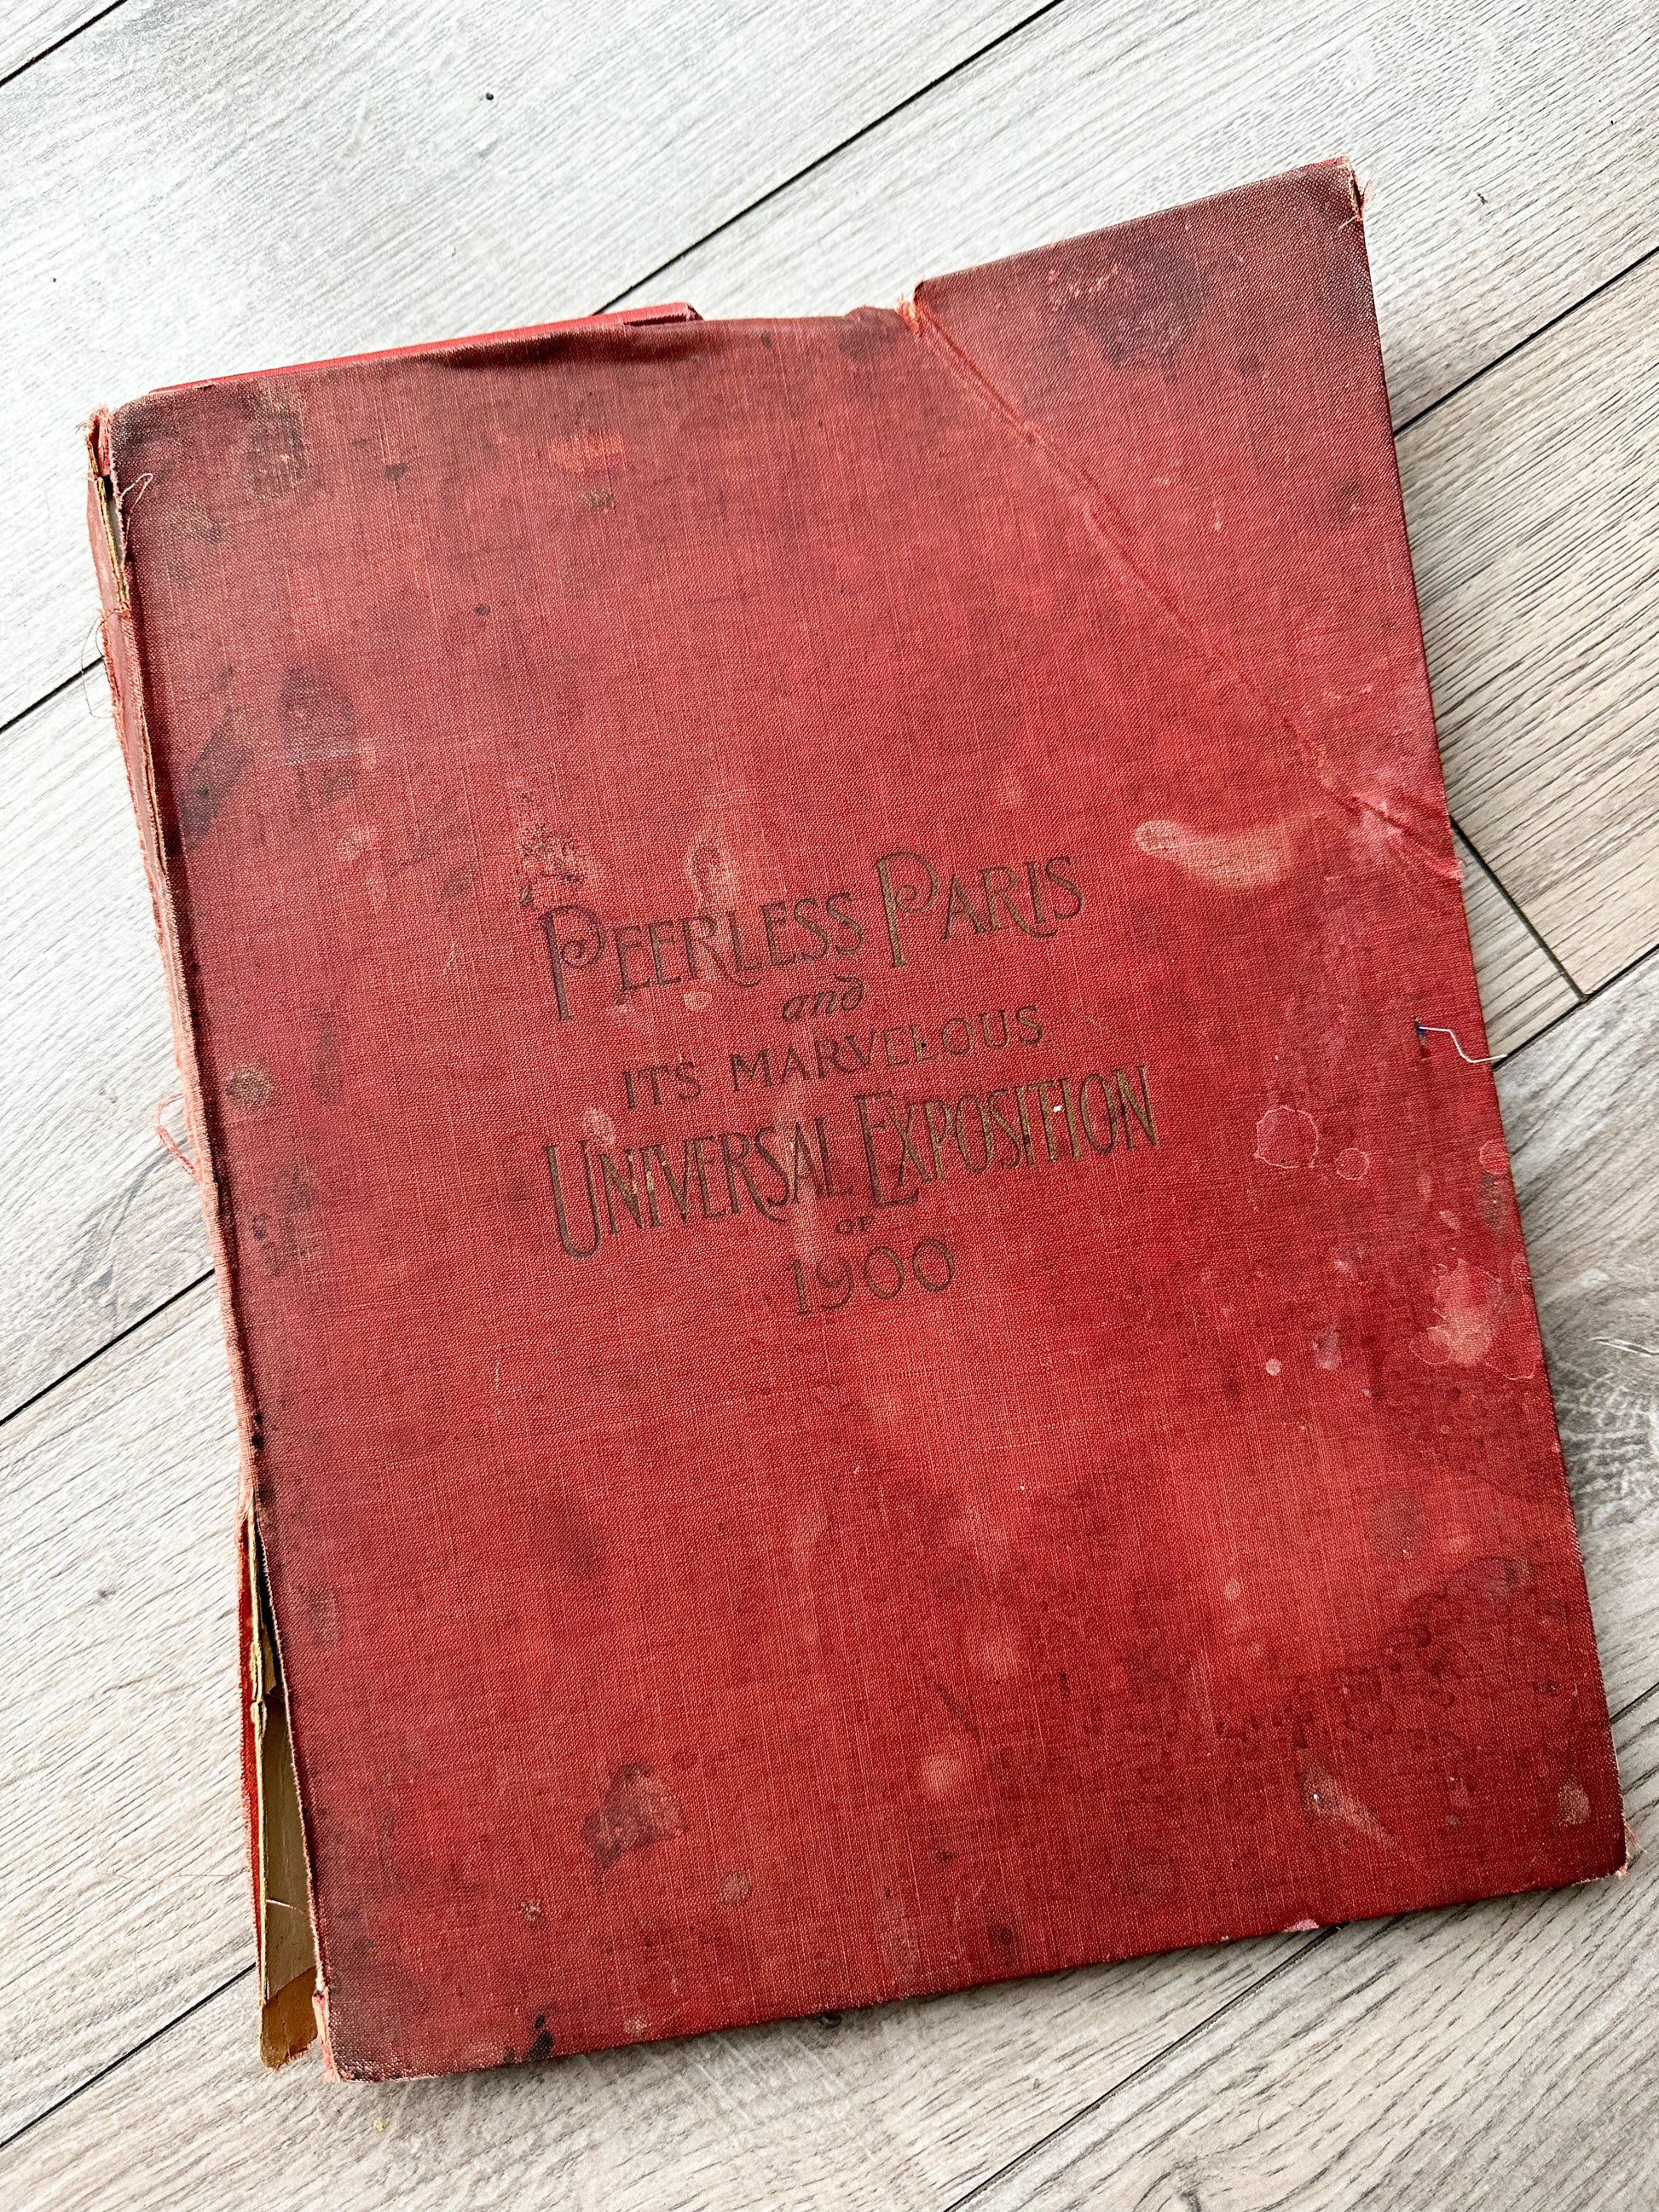 PEERLESS PARIS
and
ITS MARVELOUS
UNIVERSAL EXPOSITION
OF
1900